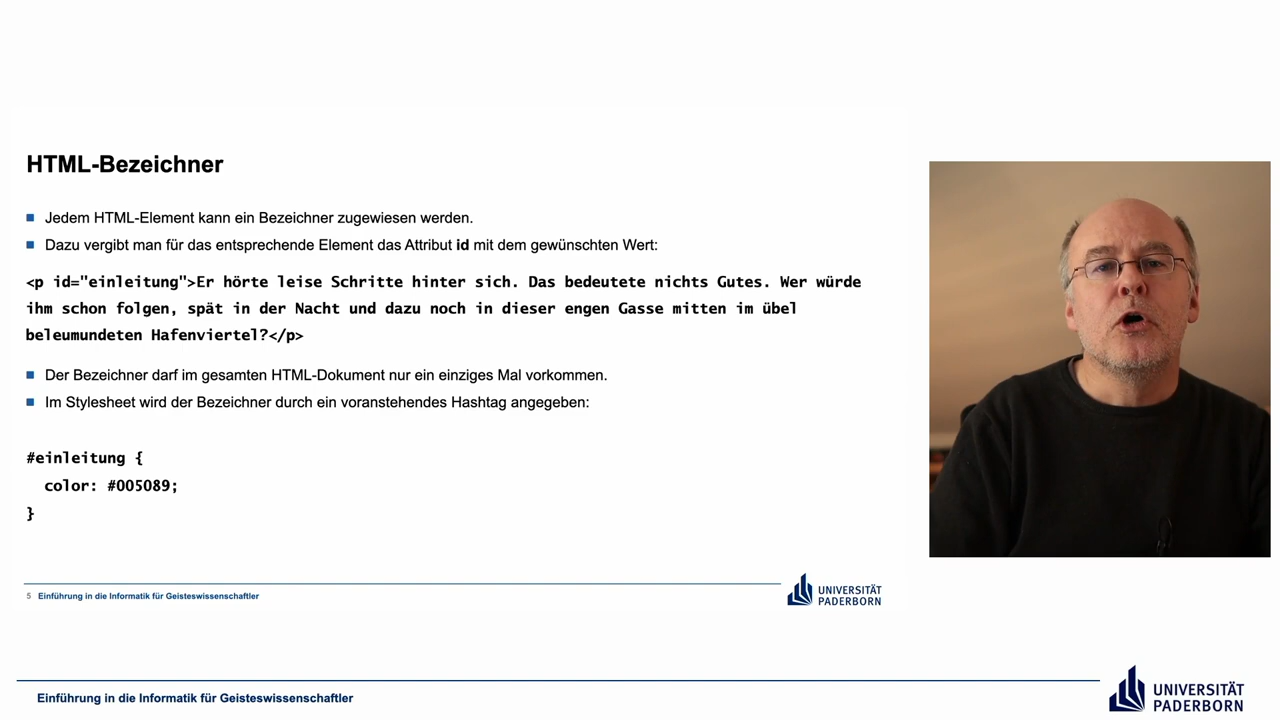 HTML-Bezeichner
Jedem HTML-Element kann ein Bezeichner zugewiesen werden.
Dazu vergibt man für das entsprechende Element das Attribut id mit dem gewünschten Wert:
<p id="einleitung">Er hörte leise Schritte hinter sich. Das bedeutete nichts Gutes. Wer würde
ihm schon folgen, spät in der Nacht und dazu noch in dieser engen Gasse mitten im übel
beleumundeten Hafenviertel?</p>
Der Bezeichner darf im gesamten HTML-Dokument nur ein einziges Mal vorkommen.
Im Stylesheet wird der Bezeichner durch ein voranstehendes Hashtag angegeben:
#einleitung {
color: #005089;
}
5 Einführung in die Informatik für Geisteswissenschaftler
UNIVERSITÄT
PADERBORN
Einführung in die Informatik für Geisteswissenschaftler
UNIVERSITÄT
PADERBORN